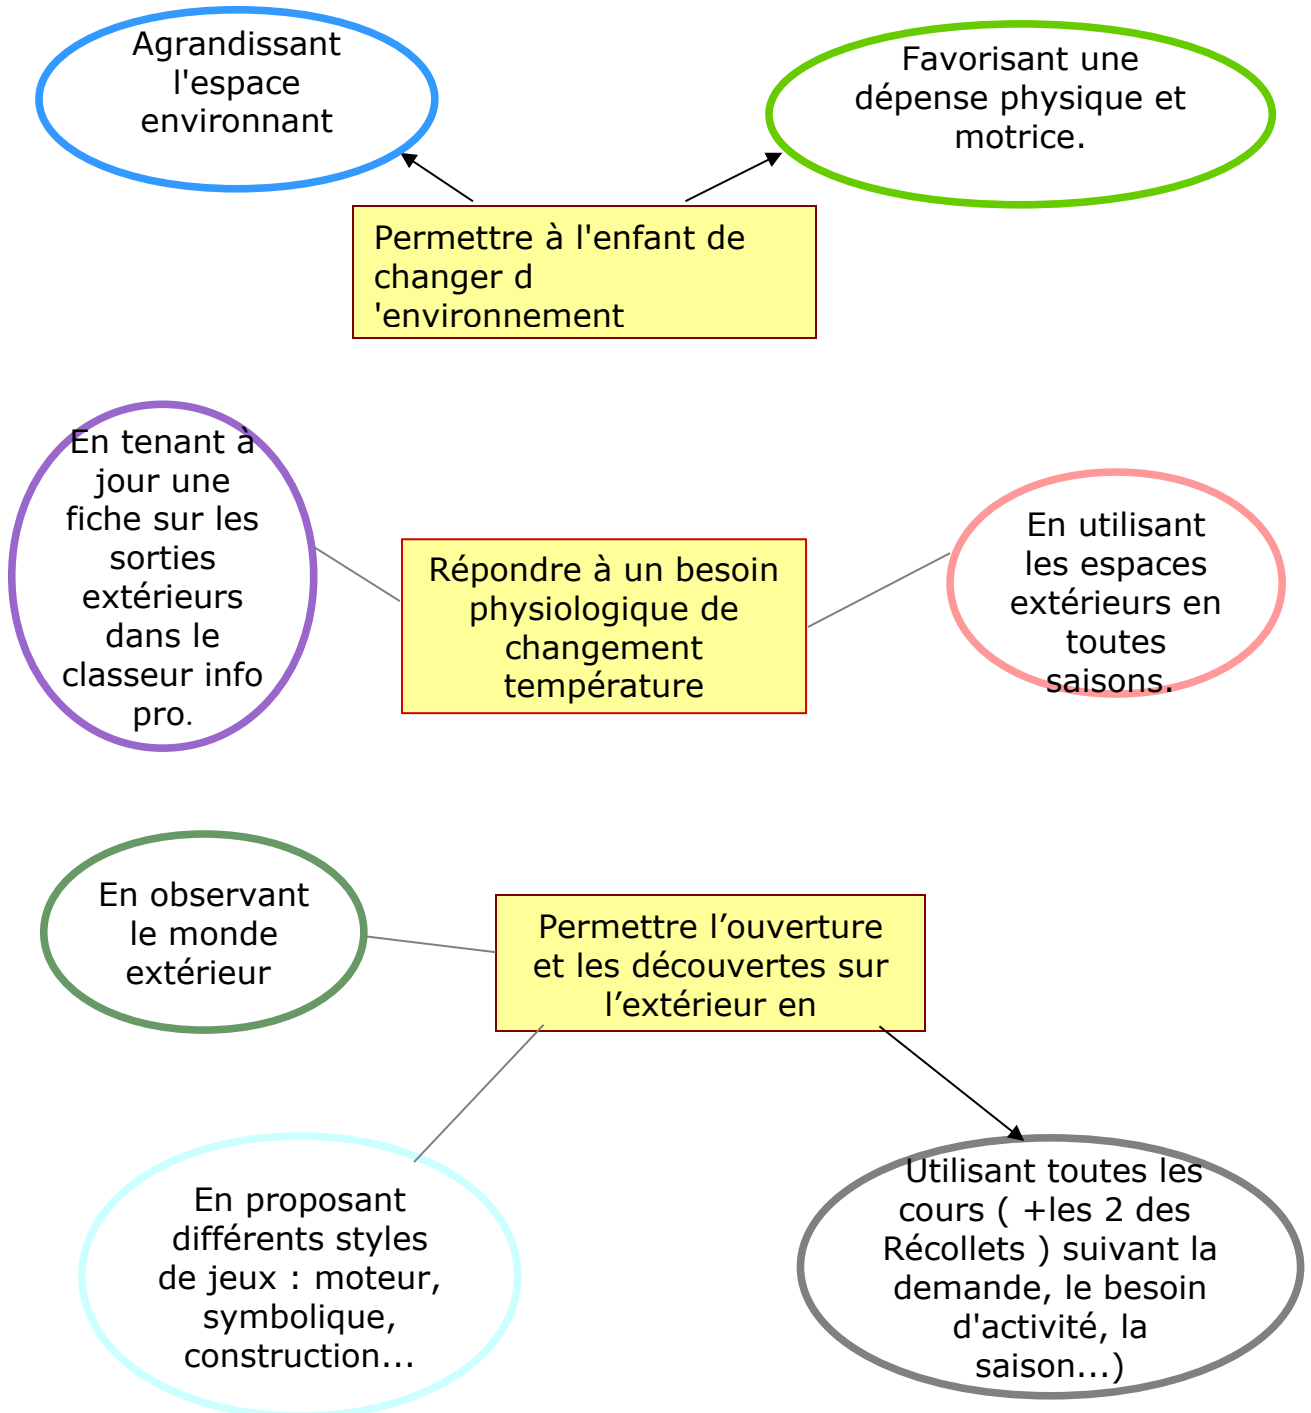 Agrandissant
l'espace
environnant
Favorisant une
dépense physique et
motrice.
Permettre à l'enfant de
changer d
'environnement
En tenant à
jour une
fiche sur les
sorties
extérieurs
dans le
classeur info
pro.
Répondre à un besoin
physiologique de
changement
température
En utilisant
les espaces
extérieurs en
toutes
saisons.
En observant
le monde
extérieur
Permettre l’ouverture
et les découvertes sur
l’extérieur en
En proposant
différents styles
de jeux : moteur,
symbolique,
construction...
Utilisant toutes les
cours ( +les 2 des
Récollets ) suivant la
demande, le besoin
d'activité, la
saison...)